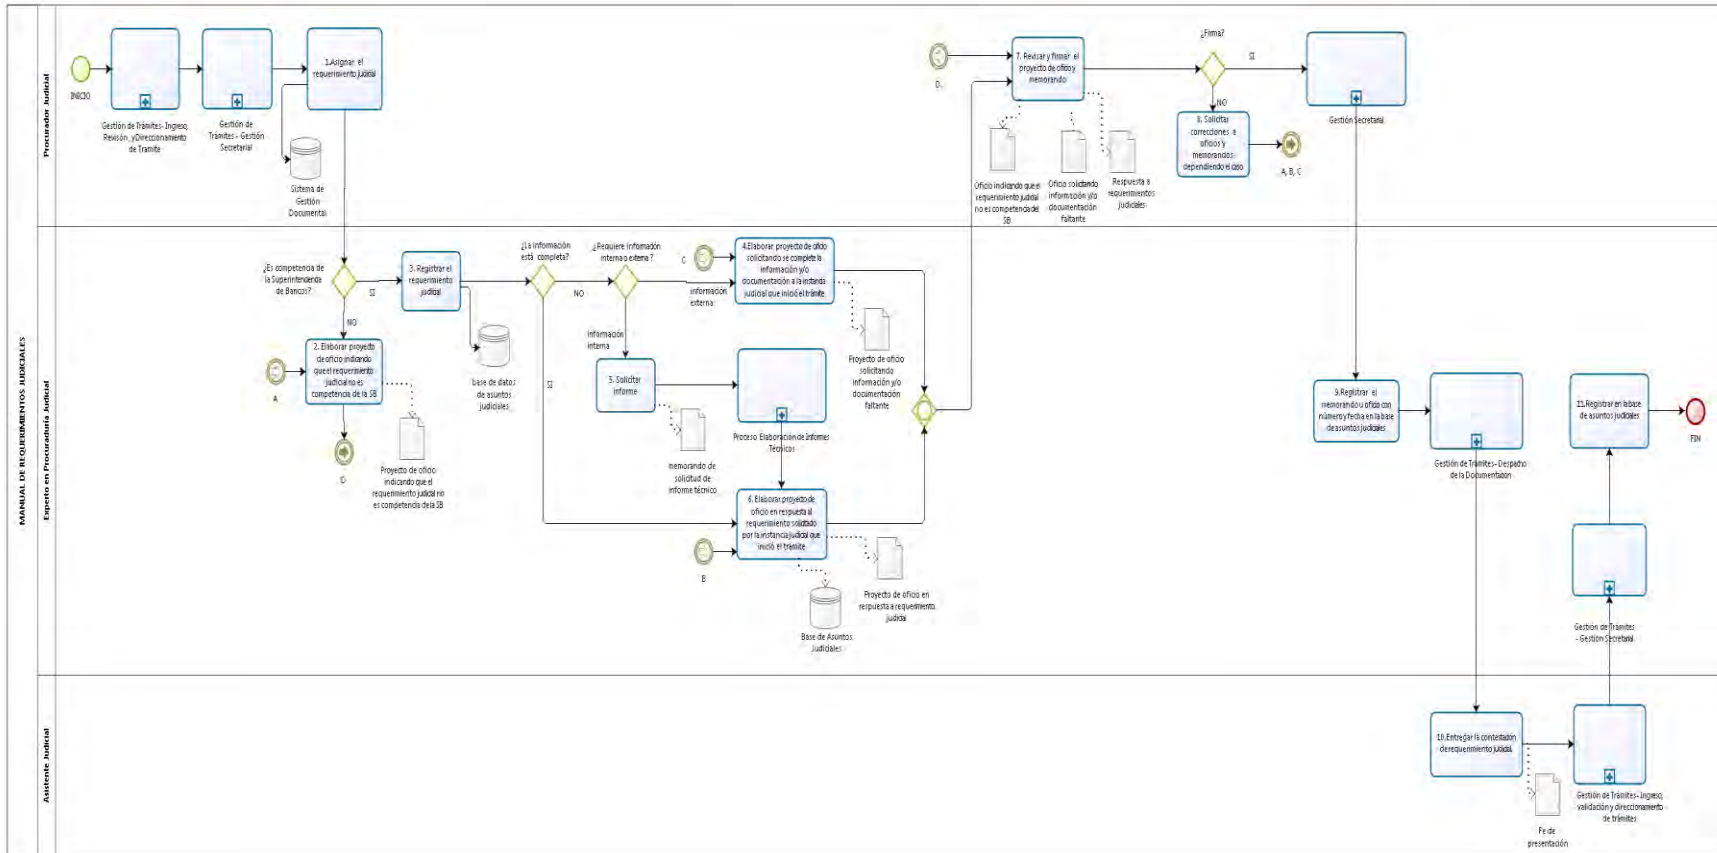 MANUAL DE REQUERIMIENTOS JUDICIALES
Procurador Judicial
INICIO
Gestión de Trámites- Ingreso,
Revisón, y Direccionamiento
de Tramite
Gestión de
Trámites - Gestión
Secretarial
1.Asignar el
requerimiento judicial
Sistema de
Gestión
Documental
D.
7. Revisar y firmar el
proyecto de oficio y
memorando
Oficio indicando que el
requerimiento judicial
no es competencia del
SB
Oficio solicitando
información y/o
documentación
faltante
Respuesta a
requerimientos
judiciales
¿Firma?
SI
NO
Gestión Secretarial
8. Solicitar
correcciones a
oficios y
memorandos
dependiendo el caso
A, B, C
Experto en Procuraduría Judicial
¿Es competencia de
la Superintendencia
de Bancos?
SI
NO
2. Elaborar proyecto
de oficio indicando
que el requerimiento
judicial no es
competencia de la SB
A
D
Proyecto de oficio
indicando que el
requerimiento judicial no
es competencia de la SB
3. Registrar el
requerimiento
judicial
base de datos
de asuntos
judiciales
¿La información
está completa?
NO
SI
¿Requiere información
interna o externa ?
información
externa
información
interna
C
4.Elaborar proyecto de oficio
solicitando se complete la
información y/o
documentación a la instancia
judicial que inició el trámite
Proyecto de oficio
solicitando
información y/o
documentación
faltante
5. Solicitar
informe
memorando de
solicitud de
informe técnico
Proceso Elaboración de Informes
Técnicos
6. Elaborar proyecto de
oficio en respuesta al
requerimiento solicitado
por la instancia judicial que
inició el trámite
B
Proyecto de oficio en
respuesta a requerimiento
judicial
Base de Asuntos
Judiciales
9.Registrar el
memorando u oficio con
número y fecha en la base
de asuntos judiciales
Gestión de Trámites- Despacho
de la Documentación
11.Registrar en la base
de asuntos judiciales
FIN
Gestión de Trámites
- Gestión Secretarial
Asistente Judicial
10.Entregar la contestación
de requerimiento judicial
Fe de
presentación
Gestión de Trámites- Ingreso,
validación y direccionamiento
de trámites